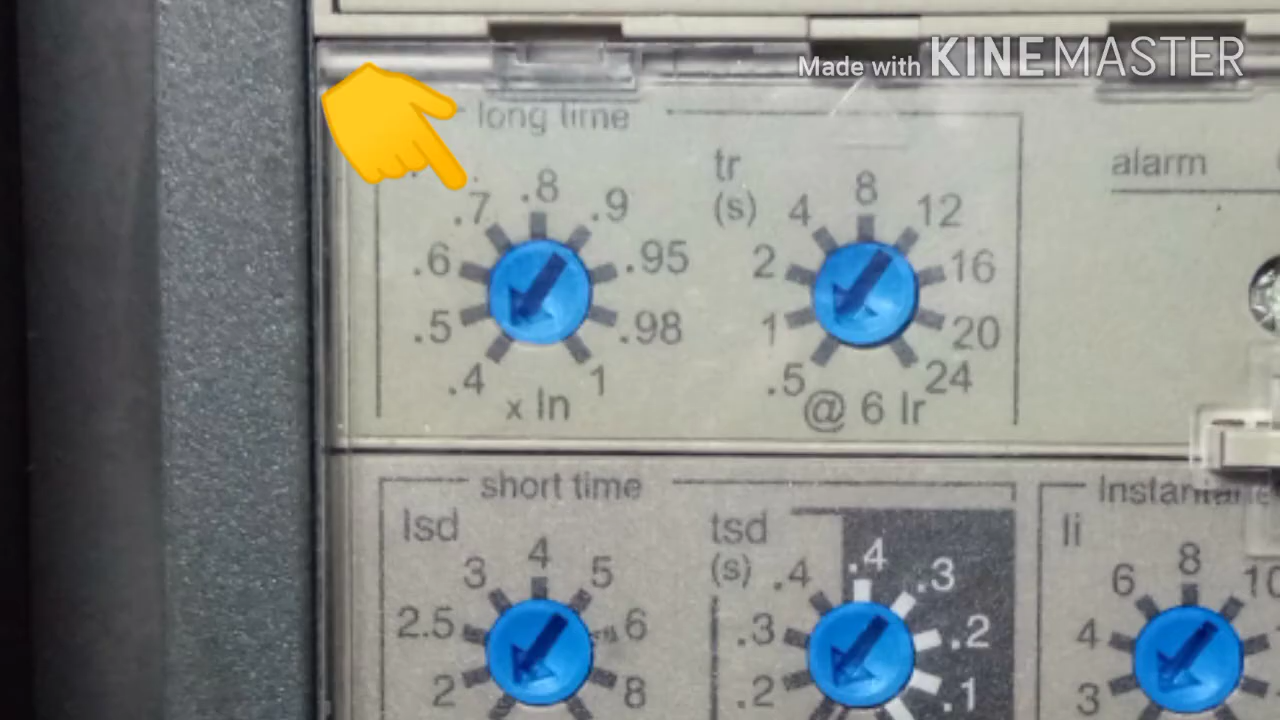 Made with KINEMASTER
long time
.4 .5 .6 .7 .8 .9 .95 .98 1
x In
tr
(s)
.5 1 2 4 8 12 16 20 24
@ 6 Ir
alarm
short time
Isd
2 2.5 3 4 5 6 8
tsd
(s)
.2 .3 .4 .4 .3 .2 .1
Ii
3 4 6 8 10